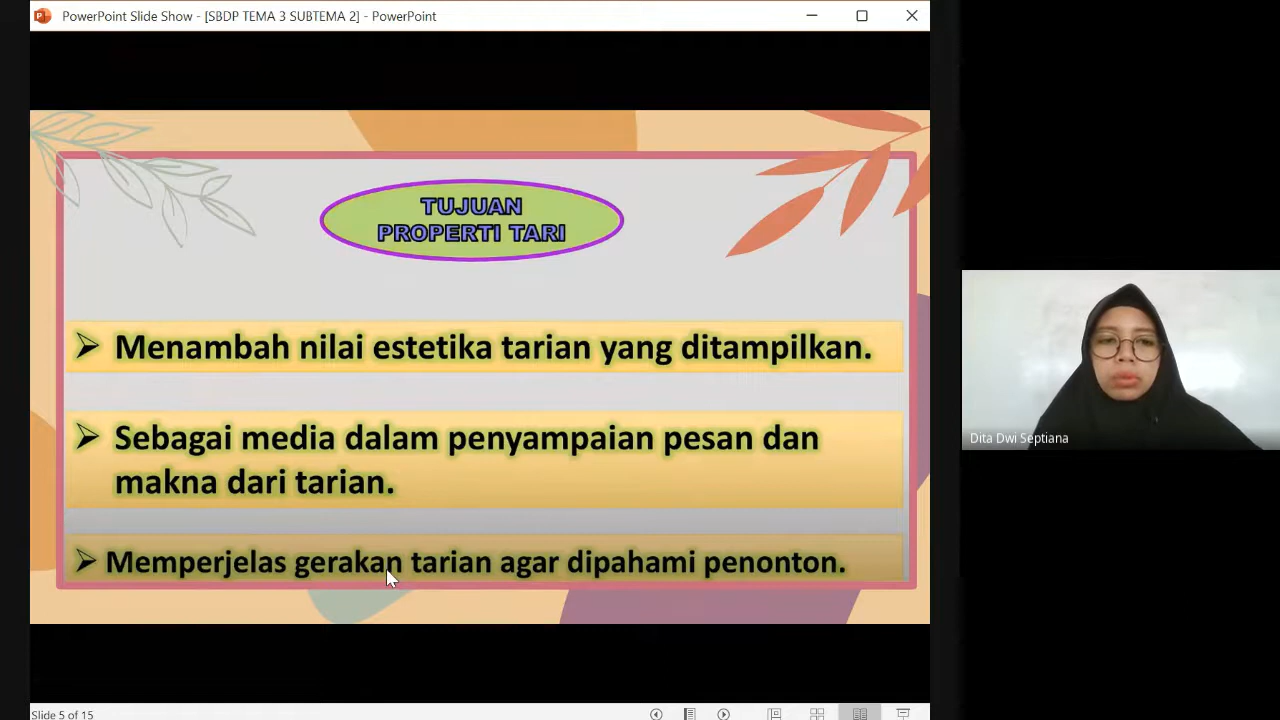 PowerPoint Slide Show - [SBDP TEMA 3 SUBTEMA 2] - PowerPoint
TUJUAN
PROPERTI TARI
Menambah nilai estetika tarian yang ditampilkan.
Sebagai media dalam penyampaian pesan dan
makna dari tarian.
Memperjelas gerakan tarian agar dipahami penonton.
Dita Dwi Septiana
Slide 5 of 15